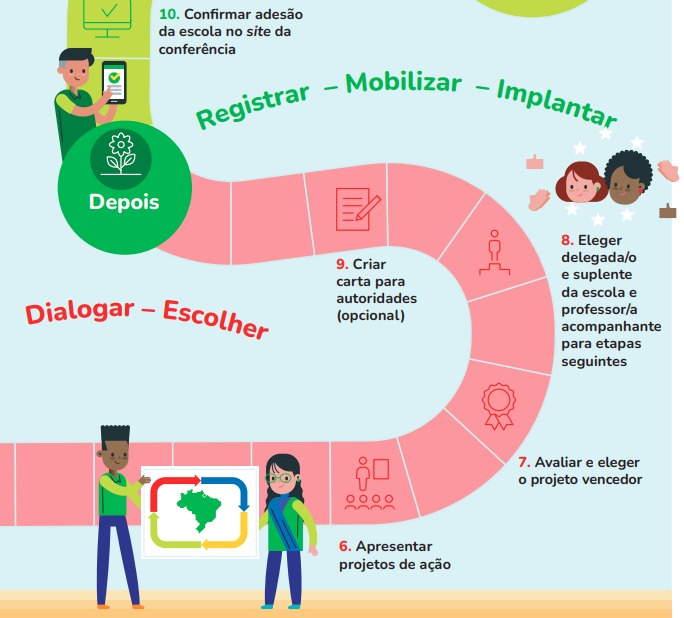 10. Confirmar adesão
da escola no site da
conferência
Registrar – Mobilizar – Implantar
Depois
8. Eleger
delegada/o
e suplente
da escola e
professor/a
acompanhante
para etapas
seguintes
9. Criar
carta para
autoridades
(opcional)
Dialogar – Escolher
7. Avaliar e eleger
o projeto vencedor
6. Apresentar
projetos de ação